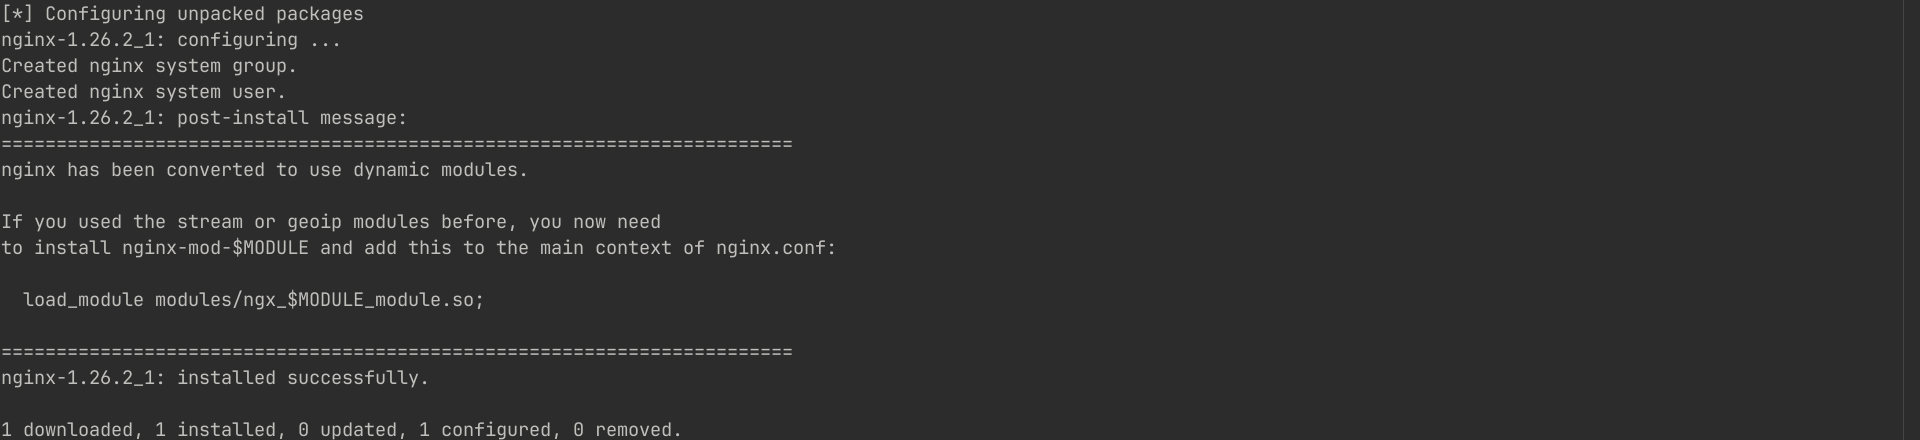 [*] Configuring unpacked packages
nginx-1.26.2_1: configuring ...
Created nginx system group.
Created nginx system user.
nginx-1.26.2_1: post-install message:
========================================================================
nginx has been converted to use dynamic modules.
If you used the stream or geoip modules before, you now need
to install nginx-mod-$MODULE and add this to the main context of nginx.conf:
load_module modules/ngx_$MODULE_module.so;
========================================================================
nginx-1.26.2_1: installed successfully.
1 downloaded, 1 installed, 0 updated, 1 configured, 0 removed.